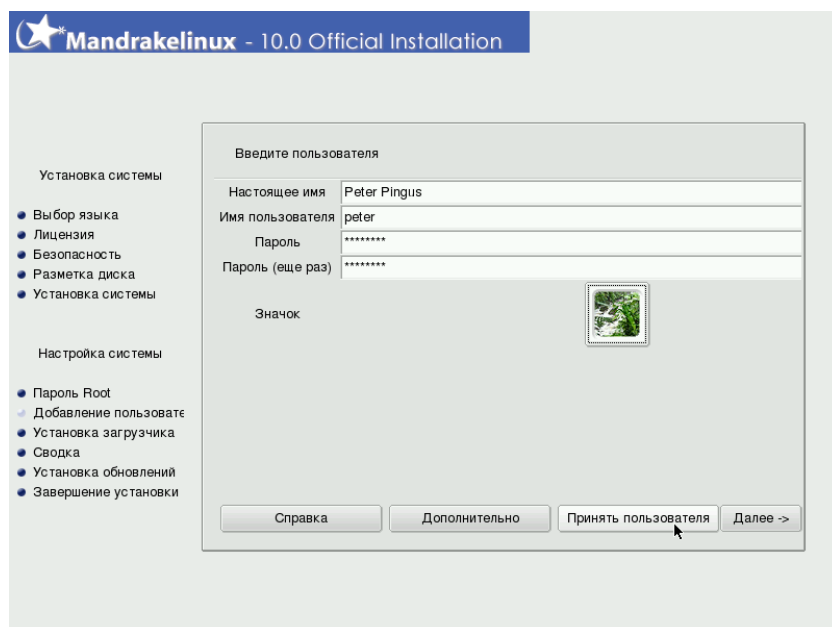 Mandrakelinux - 10.0 Official Installation
Введите пользователя
Установка системы
Выбор языка
Лицензия
Безопасность
Разметка диска
Установка системы
Настройка системы
Пароль Root
Добавление пользовате
Установка загрузчика
Сводка
Установка обновлений
Завершение установки
Настоящее имя Peter Pingus
Имя пользователя peter
Пароль ********
Пароль (еще раз) ********
Значок
Справка Дополнительно Принять пользователя Далее ->